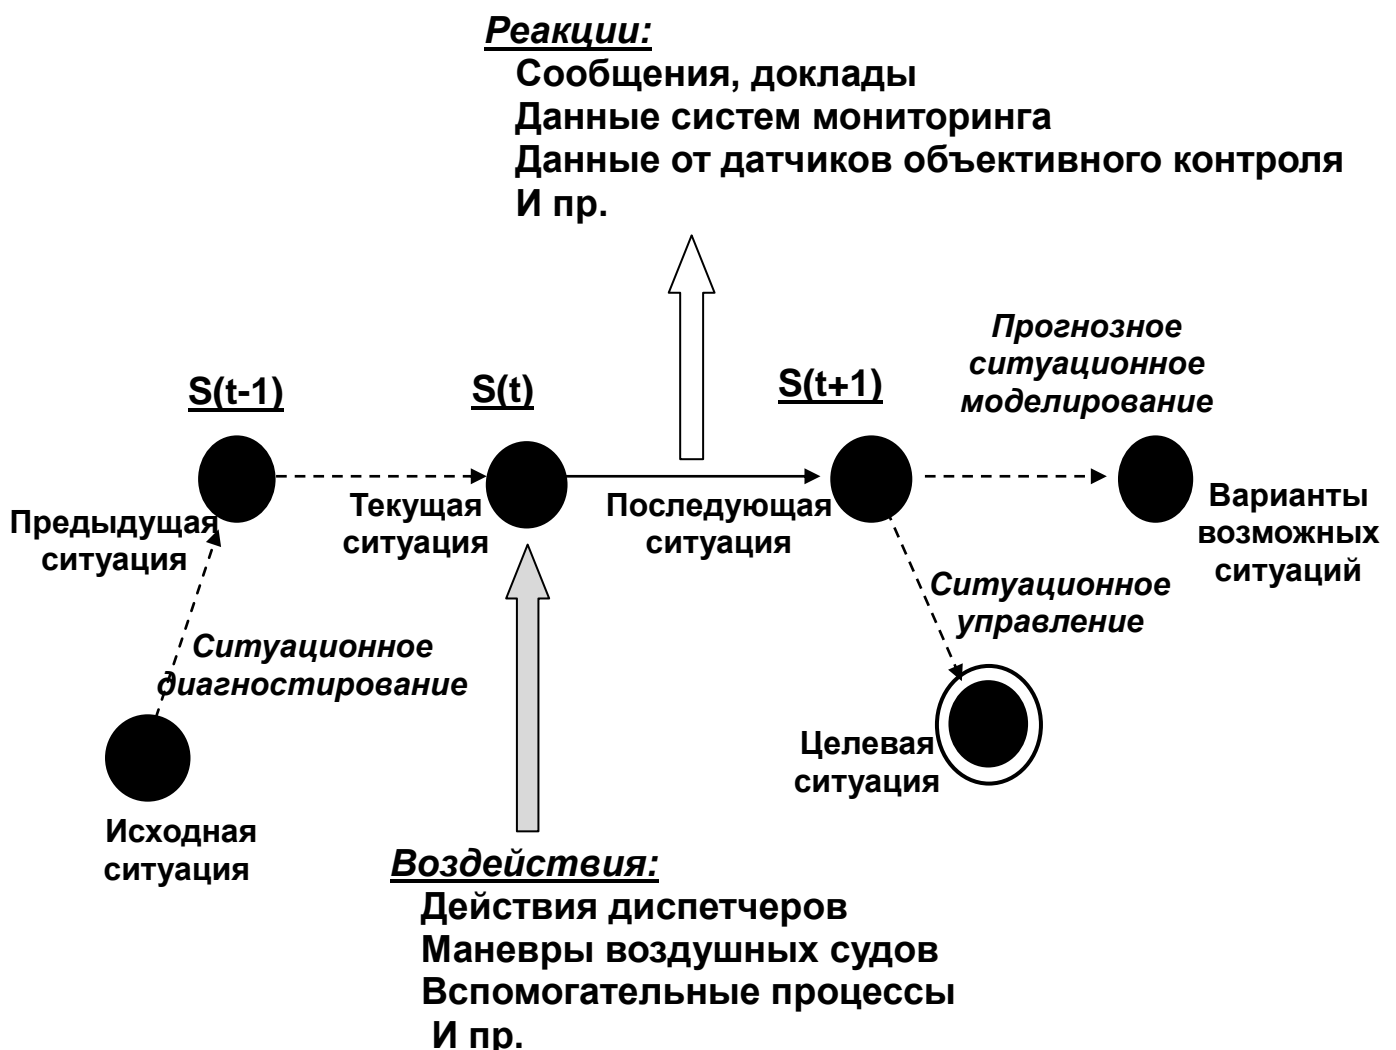 Реакции:
Сообщения, доклады
Данные систем мониторинга
Данные от датчиков объективного контроля
И пр.
Прогнозное
ситуационное
моделирование
S(t-1)
S(t)
S(t+1)
Предыдущая
ситуация
Текущая
ситуация
Последующая
ситуация
Варианты
возможных
ситуаций
Ситуационное
управление
Ситуационное
диагностирование
Целевая
ситуация
Исходная
ситуация
Воздействия:
Действия диспетчеров
Маневры воздушных судов
Вспомогательные процессы
И пр.